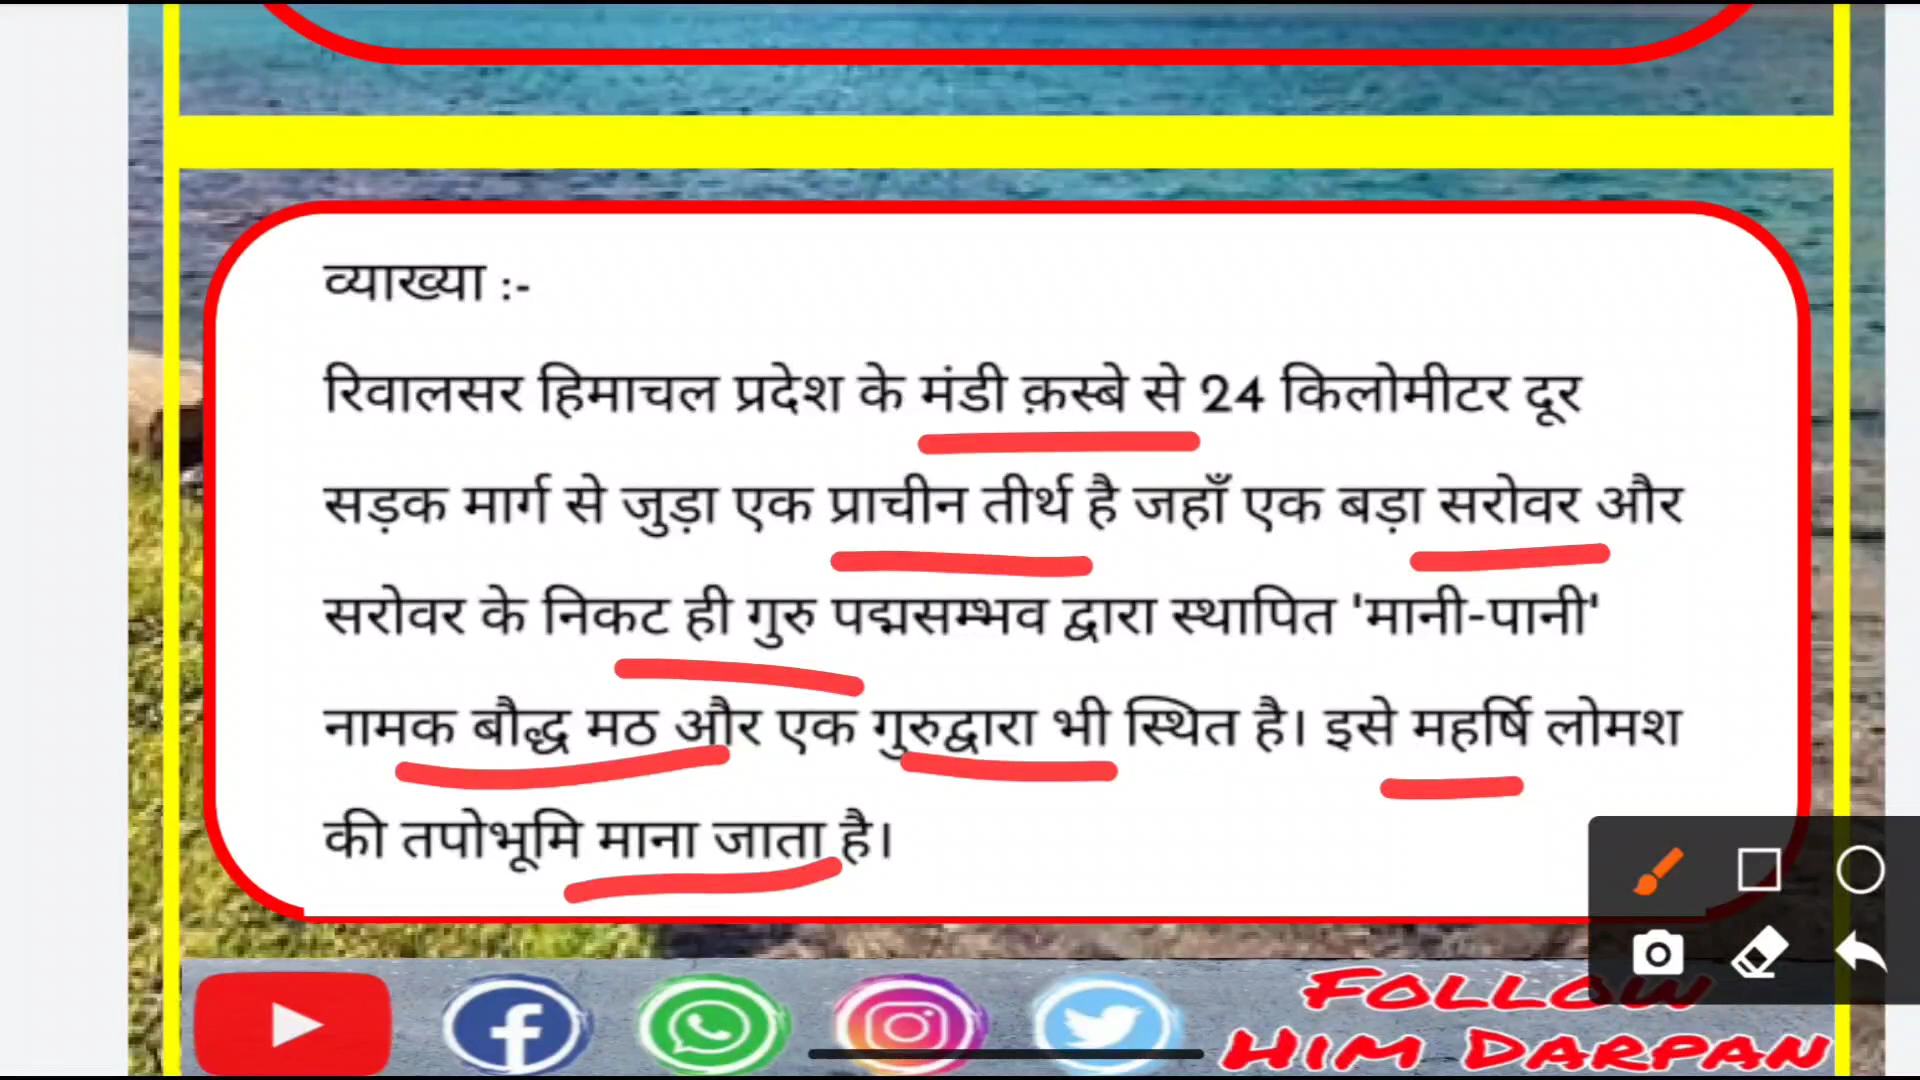 व्याख्या :-
रिवालसर हिमाचल प्रदेश के मंडी क़स्बे से 24 किलोमीटर दूर
सड़क मार्ग से जुड़ा एक प्राचीन तीर्थ है जहाँ एक बड़ा सरोवर और
सरोवर के निकट ही गुरु पद्मसम्भव द्वारा स्थापित 'मानी-पानी'
नामक बौद्ध मठ और एक गुरुद्वारा भी स्थित है। इसे महर्षि लोमश
की तपोभूमि माना जाता है।
FOLLOW
HIM DARPAN